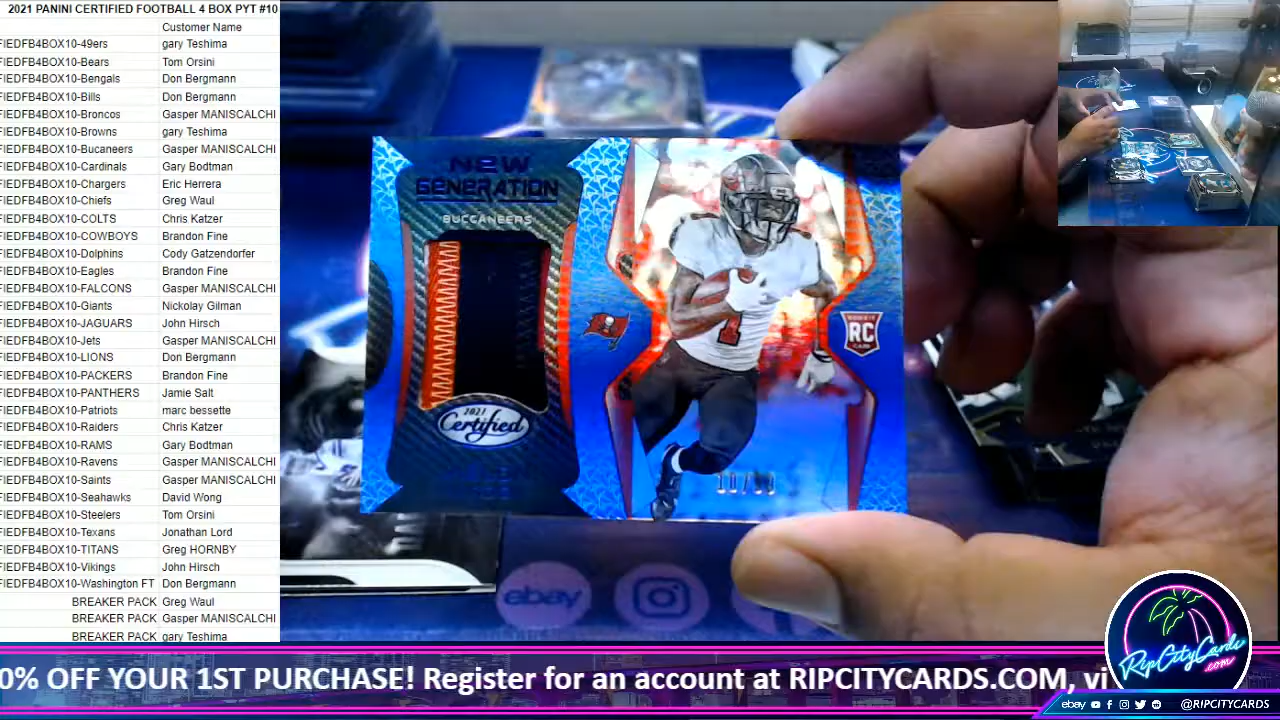 2021 PANINI CERTIFIED FOOTBALL 4 BOX PYT #10
Customer Name
FIEDFB4BOX10-49ers gary Teshima
FIEDFB4BOX10-Bears Tom Orsini
FIEDFB4BOX10-Bengals Don Bergmann
FIEDFB4BOX10-Bills Don Bergmann
FIEDFB4BOX10-Broncos Gasper MANISCALCHI
FIEDFB4BOX10-Browns gary Teshima
FIEDFB4BOX10-Bucaneers Gasper MANISCALCHI
FIEDFB4BOX10-Cardinals Gary Bodtman
FIEDFB4BOX10-Chargers Eric Herrera
FIEDFB4BOX10-Chiefs Greg Waul
FIEDFB4BOX10-COLTS Chris Katzer
FIEDFB4BOX10-COWBOYS Brandon Fine
FIEDFB4BOX10-Dolphins Cody Gatzendorfer
FIEDFB4BOX10-Eagles Brandon Fine
FIEDFB4BOX10-FALCONS Gasper MANISCALCHI
FIEDFB4BOX10-Giants Nickolay Gilman
FIEDFB4BOX10-JAGUARS John Hirsch
FIEDFB4BOX10-Jets Gasper MANISCALCHI
FIEDFB4BOX10-LIONS Don Bergmann
FIEDFB4BOX10-PACKERS Brandon Fine
FIEDFB4BOX10-PANTHERS Jamie Salt
FIEDFB4BOX10-Patriots marc bessette
FIEDFB4BOX10-Raiders Chris Katzer
FIEDFB4BOX10-RAMS Gary Bodtman
FIEDFB4BOX10-Ravens Gasper MANISCALCHI
FIEDFB4BOX10-Saints Gasper MANISCALCHI
FIEDFB4BOX10-Seahawks David Wong
FIEDFB4BOX10-Steelers Tom Orsini
FIEDFB4BOX10-Texans Jonathan Lord
FIEDFB4BOX10-TITANS Greg HORNBY
FIEDFB4BOX10-Vikings John Hirsch
FIEDFB4BOX10-Washington FT Don Bergmann
BREAKER PACK Greg Waul
BREAKER PACK Gasper MANISCALCHI
BREAKER PACK gary Teshima
NEW
GENERATION
BUCCANEERS
2021
Certified
1
ROOKIE
RC
CARD
ebay
0% OFF YOUR 1ST PURCHASE! Register for an account at RIPCITYCARDS.COM, vi
RipCityCards
.com
ebay @RIPCITYCARDS